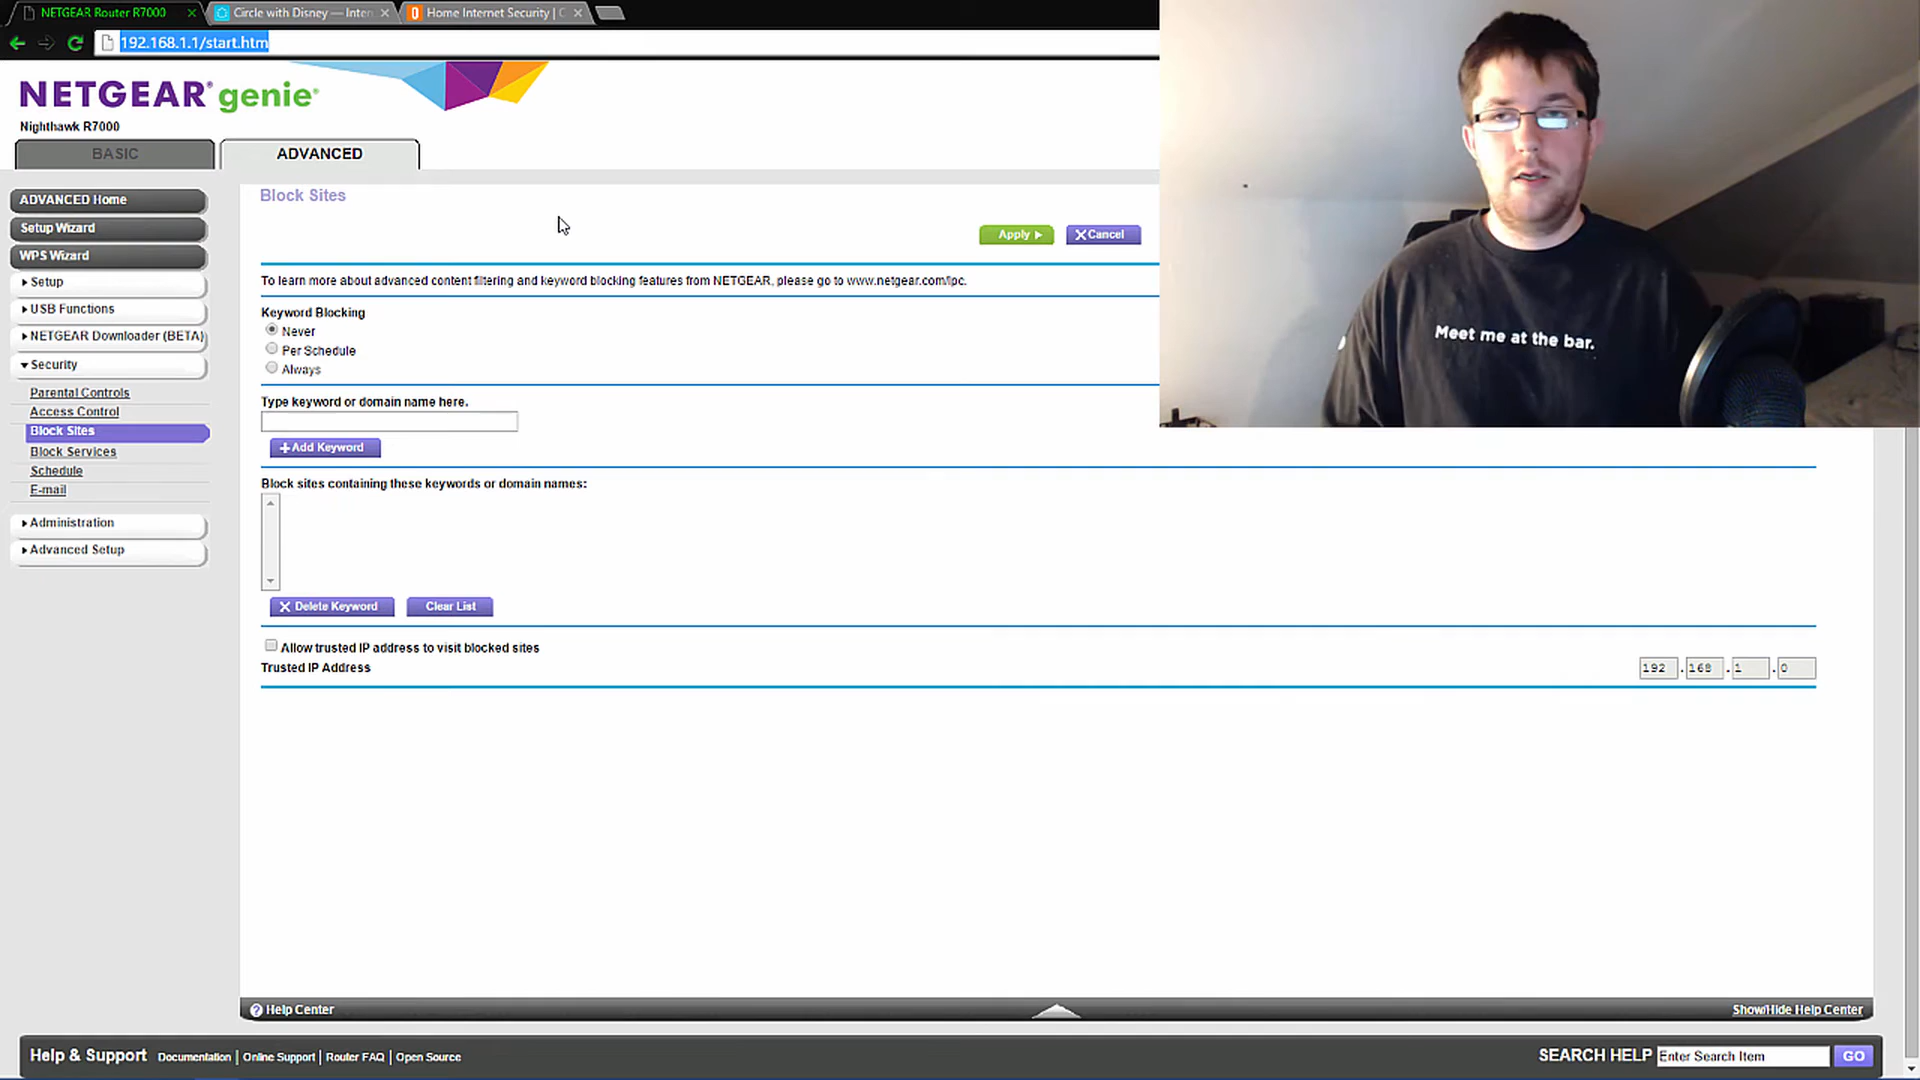 NETGEAR Router R7000
Circle with Disney — Inter
Home Internet Security | C
192.168.1.1/start.htm
NETGEAR® genie®
Nighthawk R7000
BASIC
ADVANCED
ADVANCED Home
Setup Wizard
WPS Wizard
Setup
USB Functions
NETGEAR Downloader (BETA)
Security
Parental Controls
Access Control
Block Sites
Block Services
Schedule
E-mail
Administration
Advanced Setup
Block Sites
Apply
Cancel
To learn more about advanced content filtering and keyword blocking features from NETGEAR, please go to www.netgear.com/lpc.
Keyword Blocking
Never
Per Schedule
Always
Type keyword or domain name here.
Add Keyword
Block sites containing these keywords or domain names:
Delete Keyword
Clear List
Allow trusted IP address to visit blocked sites
Trusted IP Address
192 . 168 . 1 . 0
Meet me at the bar.
Help Center
Show/Hide Help Center
Help & Support Documentation | Online Support | Router FAQ | Open Source
SEARCH HELP Enter Search Item GO